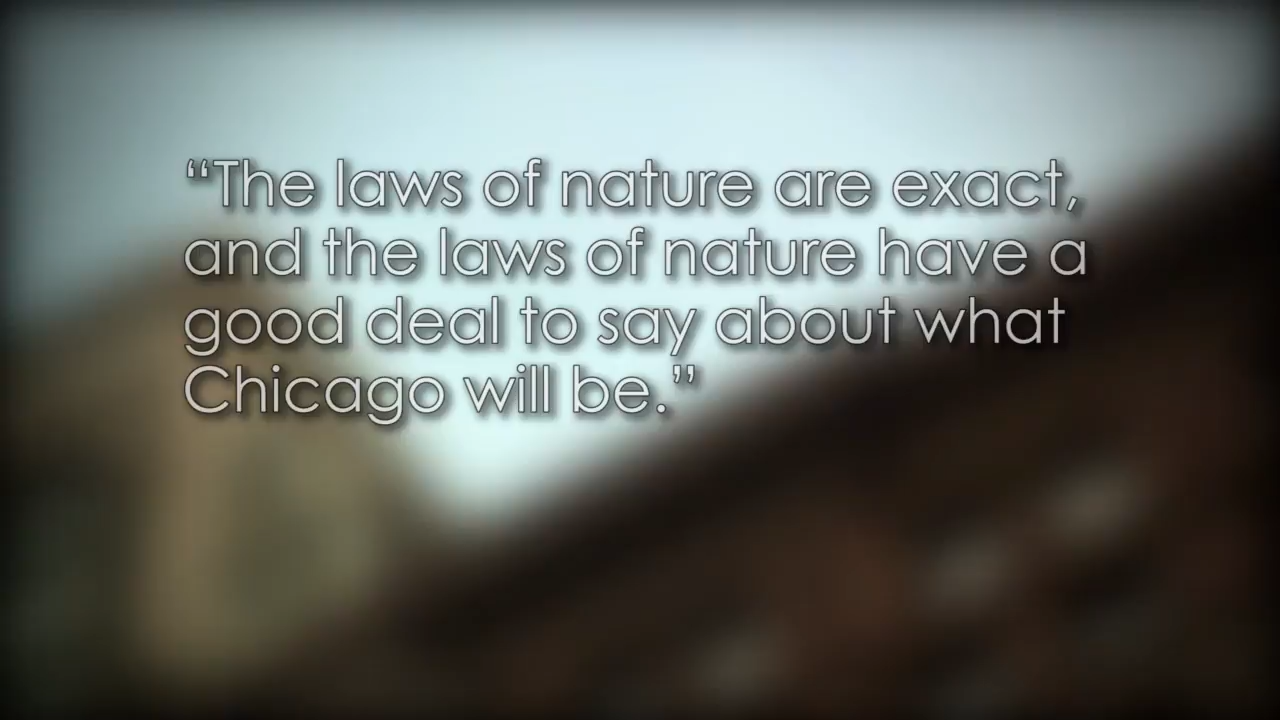 “The laws of nature are exact,
and the laws of nature have a
good deal to say about what
Chicago will be.”